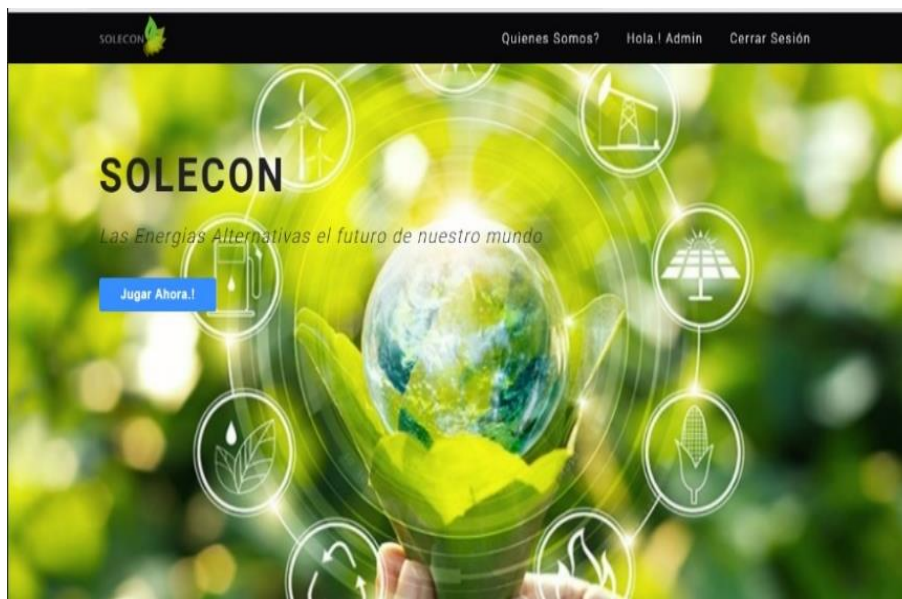 SOLECON
Quienes Somos?
Hola.! Admin
Cerrar Sesión
SOLECON
Las Energías Alternativas el futuro de nuestro mundo
Jugar Ahora.!